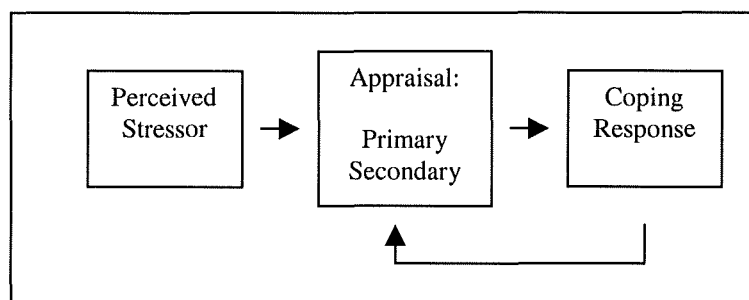 Perceived
Stressor
Appraisal:
Primary
Secondary
Coping
Response